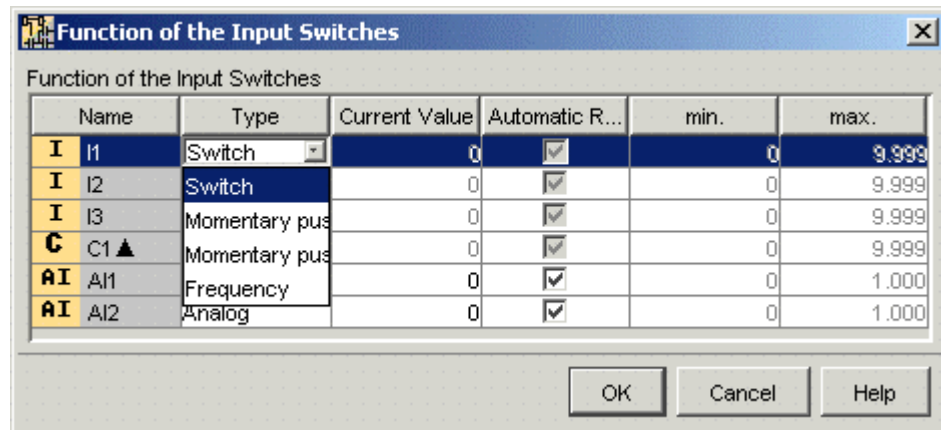 Function of the Input Switches
Function of the Input Switches
Name Type Current Value Automatic R... min. max.
I I1 Switch 0 0 9.999
I I2 Switch 0 0 9.999
I I3 Momentary pus 0 0 9.999
C C1▲ Momentary pus 0 0 9.999
AI AI1 Frequency 0 0 1.000
AI AI2 Analog 0 0 1.000
OK Cancel Help